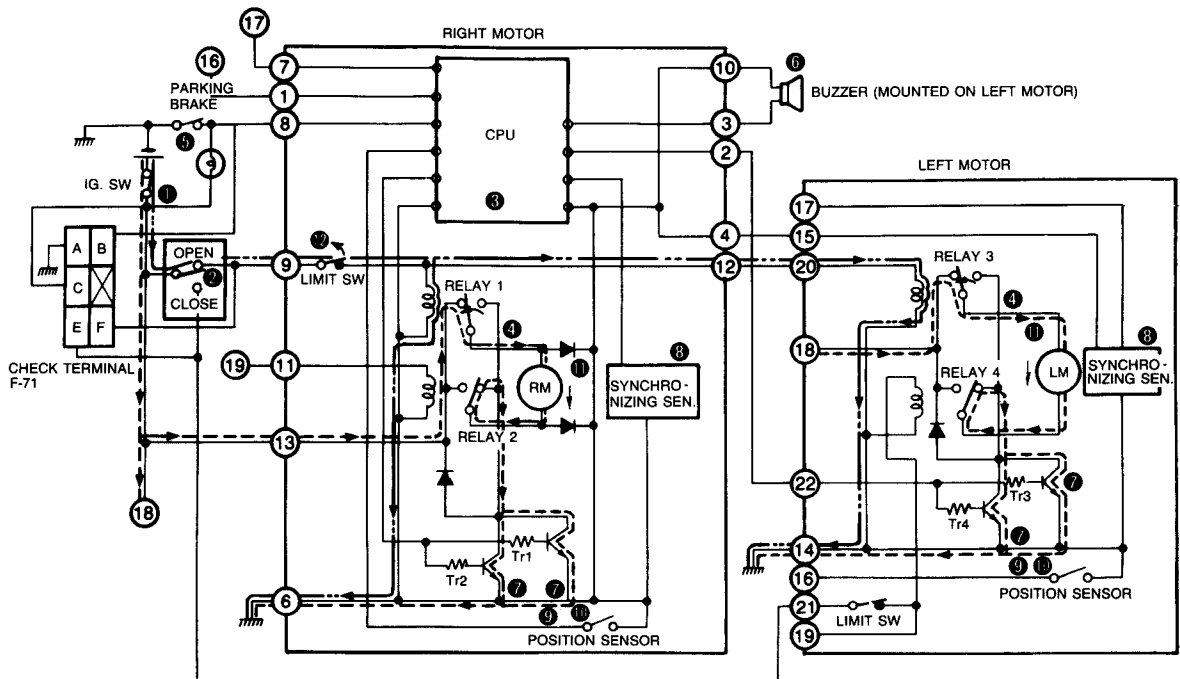 RIGHT MOTOR
17
16
7
10
6
PARKING
BRAKE
1
BUZZER (MOUNTED ON LEFT MOTOR)
8
3
5
CPU
2
LEFT MOTOR
IG. SW
1
3
17
A B
OPEN
4
15
12
RELAY 3
9
LIMIT SW
12
20
C
2
CLOSE
RELAY 1
4
11
E F
4
18
8
CHECK TERMINAL
F-71
19
11
11
8
RM
SYNCHRO-
NIZING SEN.
RELAY 4
LM
SYNCHRO-
NIZING SEN.
RELAY 2
13
22
7
18
Tr3
Tr4
Tr1
7
14
Tr2
7 7
9 10
16
6
9 10
POSITION SENSOR
21
LIMIT SW
POSITION SENSOR
19